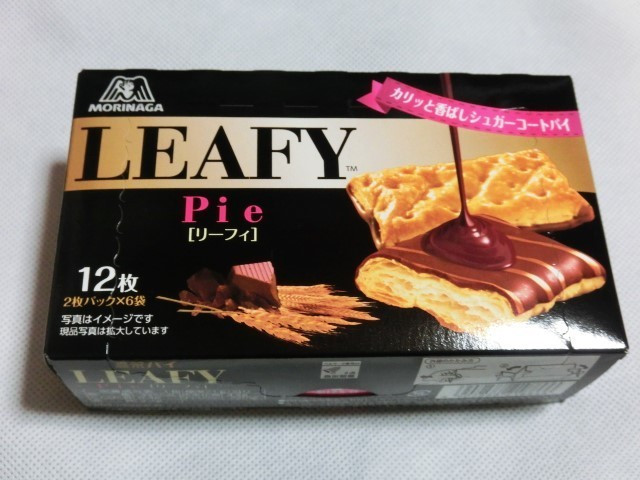 MORINAGA
カリッと香ばしシュガーコートパイ
LEAFY™
Pie
[リーフィ]
12枚
2枚パック×6袋
写真はイメージです
現品写真は拡大しています
LEAFY